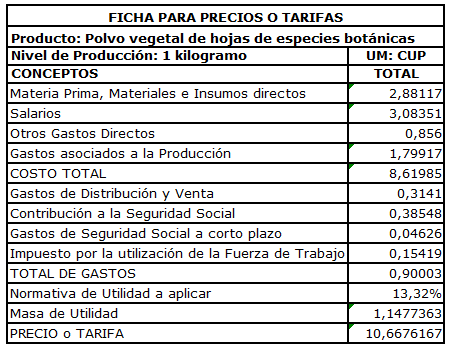 FICHA PARA PRECIOS O TARIFAS
Producto: Polvo vegetal de hojas de especies botánicas
Nivel de Producción: 1 kilogramo UM: CUP
CONCEPTOS TOTAL
Materia Prima, Materiales e Insumos directos 2,88117
Salarios 3,08351
Otros Gastos Directos 0,856
Gastos asociados a la Producción 1,79917
COSTO TOTAL 8,61985
Gastos de Distribución y Venta 0,3141
Contribución a la Seguridad Social 0,38548
Gastos de Seguridad Social a corto plazo 0,04626
Impuesto por la utilización de la Fuerza de Trabajo 0,15419
TOTAL DE GASTOS 0,90003
Normativa de Utilidad a aplicar 13,32%
Masa de Utilidad 1,1477363
PRECIO o TARIFA 10,6676167